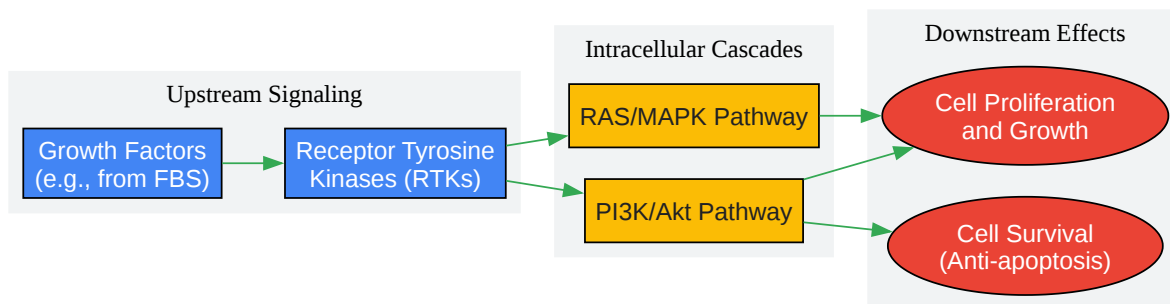 Upstream Signaling
Growth Factors
(e.g., from FBS)
Receptor Tyrosine
Kinases (RTKs)
Intracellular Cascades
RAS/MAPK Pathway
PI3K/Akt Pathway
Downstream Effects
Cell Proliferation
and Growth
Cell Survival
(Anti-apoptosis)